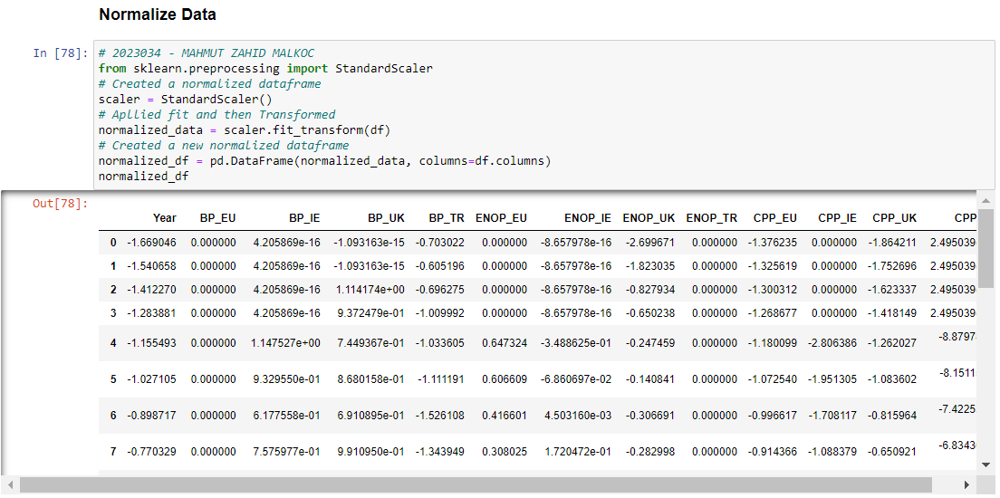 Normalize Data
In [78]: # 2023034 - MAHMUT ZAHID MALKOC
from sklearn.preprocessing import StandardScaler
# Created a normalized dataframe
scaler = StandardScaler()
# Apllied fit and then Transformed
normalized_data = scaler.fit_transform(df)
# Created a new normalized dataframe
normalized_df = pd.DataFrame(normalized_data, columns=df.columns)
normalized_df
Out[78]:
Year BP_EU BP_IE BP_UK BP_TR ENOP_EU ENOP_IE ENOP_UK ENOP_TR CPP_EU CPP_IE CPP_UK CPP
0 -1.669046 0.000000 4.205869e-16 -1.093163e-15 -0.703022 0.000000 -8.657978e-16 -2.699671 0.000000 -1.376235 0.000000 -1.864211 2.495039
1 -1.540658 0.000000 4.205869e-16 -1.093163e-15 -0.605196 0.000000 -8.657978e-16 -1.823035 0.000000 -1.325619 0.000000 -1.752696 2.495039
2 -1.412270 0.000000 4.205869e-16 1.114174e+00 -0.696275 0.000000 -8.657978e-16 -0.827934 0.000000 -1.300312 0.000000 -1.623337 2.495039
3 -1.283881 0.000000 4.205869e-16 9.372479e-01 -1.009992 0.000000 -8.657978e-16 -0.650238 0.000000 -1.268677 0.000000 -1.418149 2.495039
4 -1.155493 0.000000 1.147527e+00 7.449367e-01 -1.033605 0.647324 -3.488625e-01 -0.247459 0.000000 -1.180099 -2.806386 -1.262027 -8.8797
5 -1.027105 0.000000 9.329550e-01 8.680158e-01 -1.111191 0.606609 -6.860697e-02 -0.140841 0.000000 -1.072540 -1.951305 -1.083602 -8.1511
6 -0.898717 0.000000 6.177558e-01 6.910895e-01 -1.526108 0.416601 4.503160e-03 -0.306691 0.000000 -0.996617 -1.708117 -0.815964 -7.4225
7 -0.770329 0.000000 7.575977e-01 9.910950e-01 -1.343949 0.308025 1.720472e-01 -0.282998 0.000000 -0.914366 -1.088379 -0.650921 -6.8343